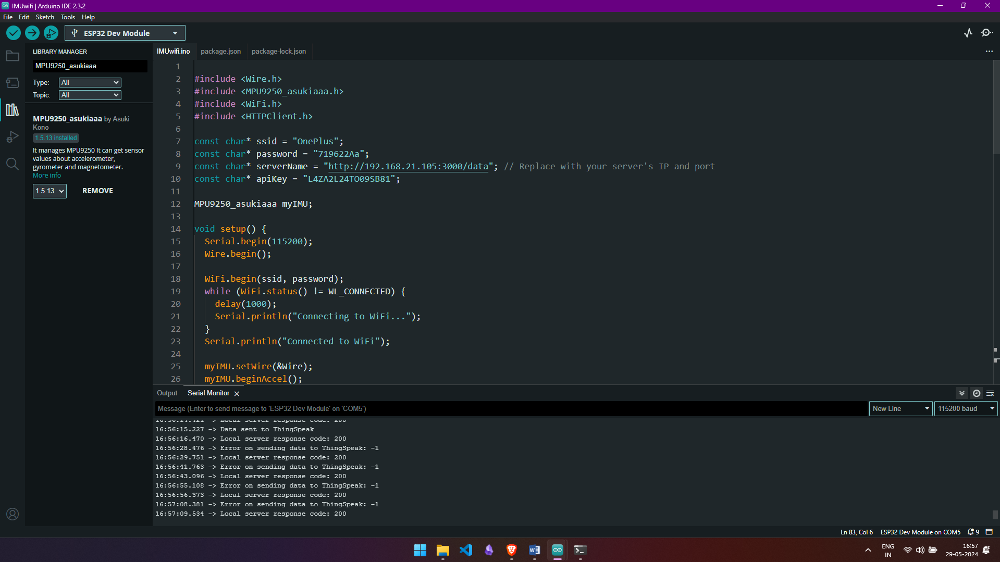 IMUwifi | Arduino IDE 2.3.2
File Edit Sketch Tools Help
ESP32 Dev Module
LIBRARY MANAGER
MPU9250_asukiaaa
Type: All
Topic: All
MPU9250_asukiaaa by Asuki
Kono
1.5.13 installed
It manages MPU9250 It can get sensor
values about accelerometer,
gyrometer and magnetometer.
More info
1.5.13 REMOVE
IMUwifi.ino package.json package-lock.json
1
2 #include <Wire.h>
3 #include <MPU9250_asukiaaa.h>
4 #include <WiFi.h>
5 #include <HTTPClient.h>
6
7 const char* ssid = "OnePlus";
8 const char* password = "719622Aa";
9 const char* serverName = "http://192.168.21.105:3000/data"; // Replace with your server's IP and port
10 const char* apiKey = "L4ZA2L24TO09SB81";
11
12 MPU9250_asukiaaa myIMU;
13
14 void setup() {
15 Serial.begin(115200);
16 Wire.begin();
17
18 WiFi.begin(ssid, password);
19 while (WiFi.status() != WL_CONNECTED) {
20 delay(1000);
21 Serial.println("Connecting to WiFi...");
22 }
23 Serial.println("Connected to WiFi");
24
25 myIMU.setWire(&Wire);
26 myIMU.beginAccel();
Output Serial Monitor
Message (Enter to send message to 'ESP32 Dev Module' on 'COM5') New Line 115200 baud
16:56:14.421 -> Local server response code: 200
16:56:15.227 -> Data sent to ThingSpeak
16:56:16.470 -> Local server response code: 200
16:56:28.476 -> Error on sending data to ThingSpeak: -1
16:56:29.751 -> Local server response code: 200
16:56:41.763 -> Error on sending data to ThingSpeak: -1
16:56:43.096 -> Local server response code: 200
16:56:55.108 -> Error on sending data to ThingSpeak: -1
16:56:56.373 -> Local server response code: 200
16:57:08.381 -> Error on sending data to ThingSpeak: -1
16:57:09.534 -> Local server response code: 200
Ln 83, Col 6 ESP32 Dev Module on COM5 9
ENG
IN
16:57
29-05-2024